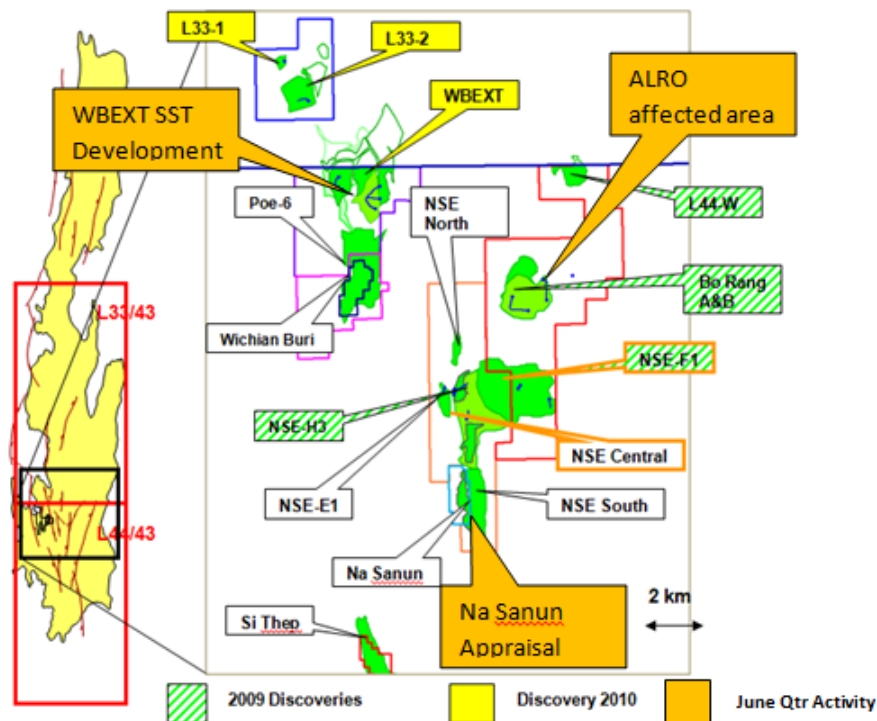 L33-1
L33-2
WBEXT
ALRO
affected area
WBEXT SST
Development
Poe-6
NSE
North
L44-W
Bo Rang
A&B
L33/43
Wichian Buri
NSE-F1
NSE-H3
NSE Central
NSE-E1
NSE South
L44/43
Na Sanun
Na Sanun
Appraisal
2 km
Si Thep
2009 Discoveries
Discovery 2010
June Qtr Activity